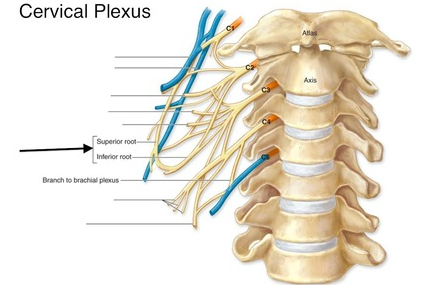 Cervical Plexus
C1
Atlas
C2
Axis
C3
C4
C5
Superior root
Inferior root
Branch to brachial plexus